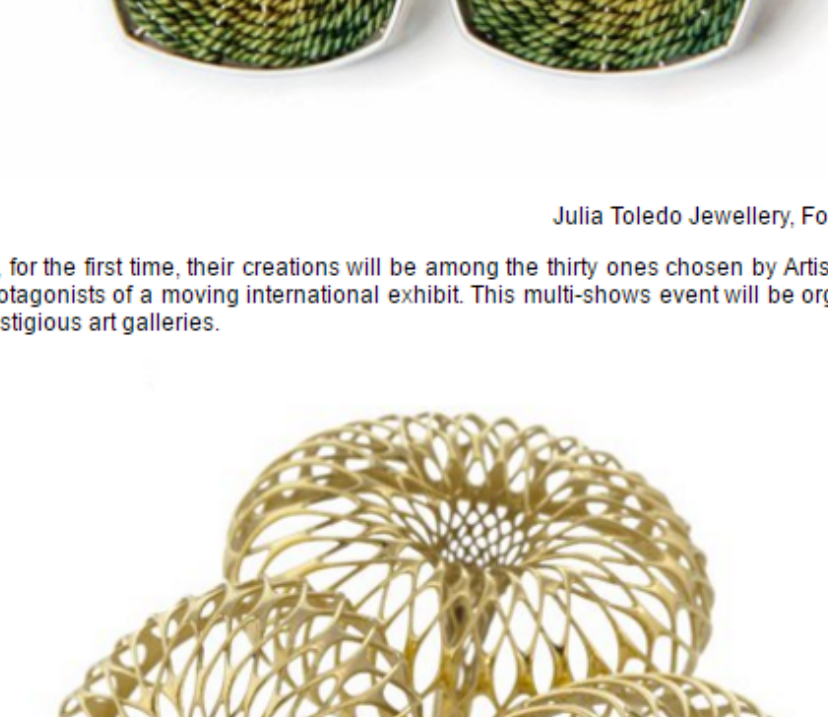 Julia Toledo Jewellery, Fo
, for the first time, their creations will be among the thirty ones chosen by Artis
otagonists of a moving international exhibit. This multi-shows event will be org
stigious art galleries.